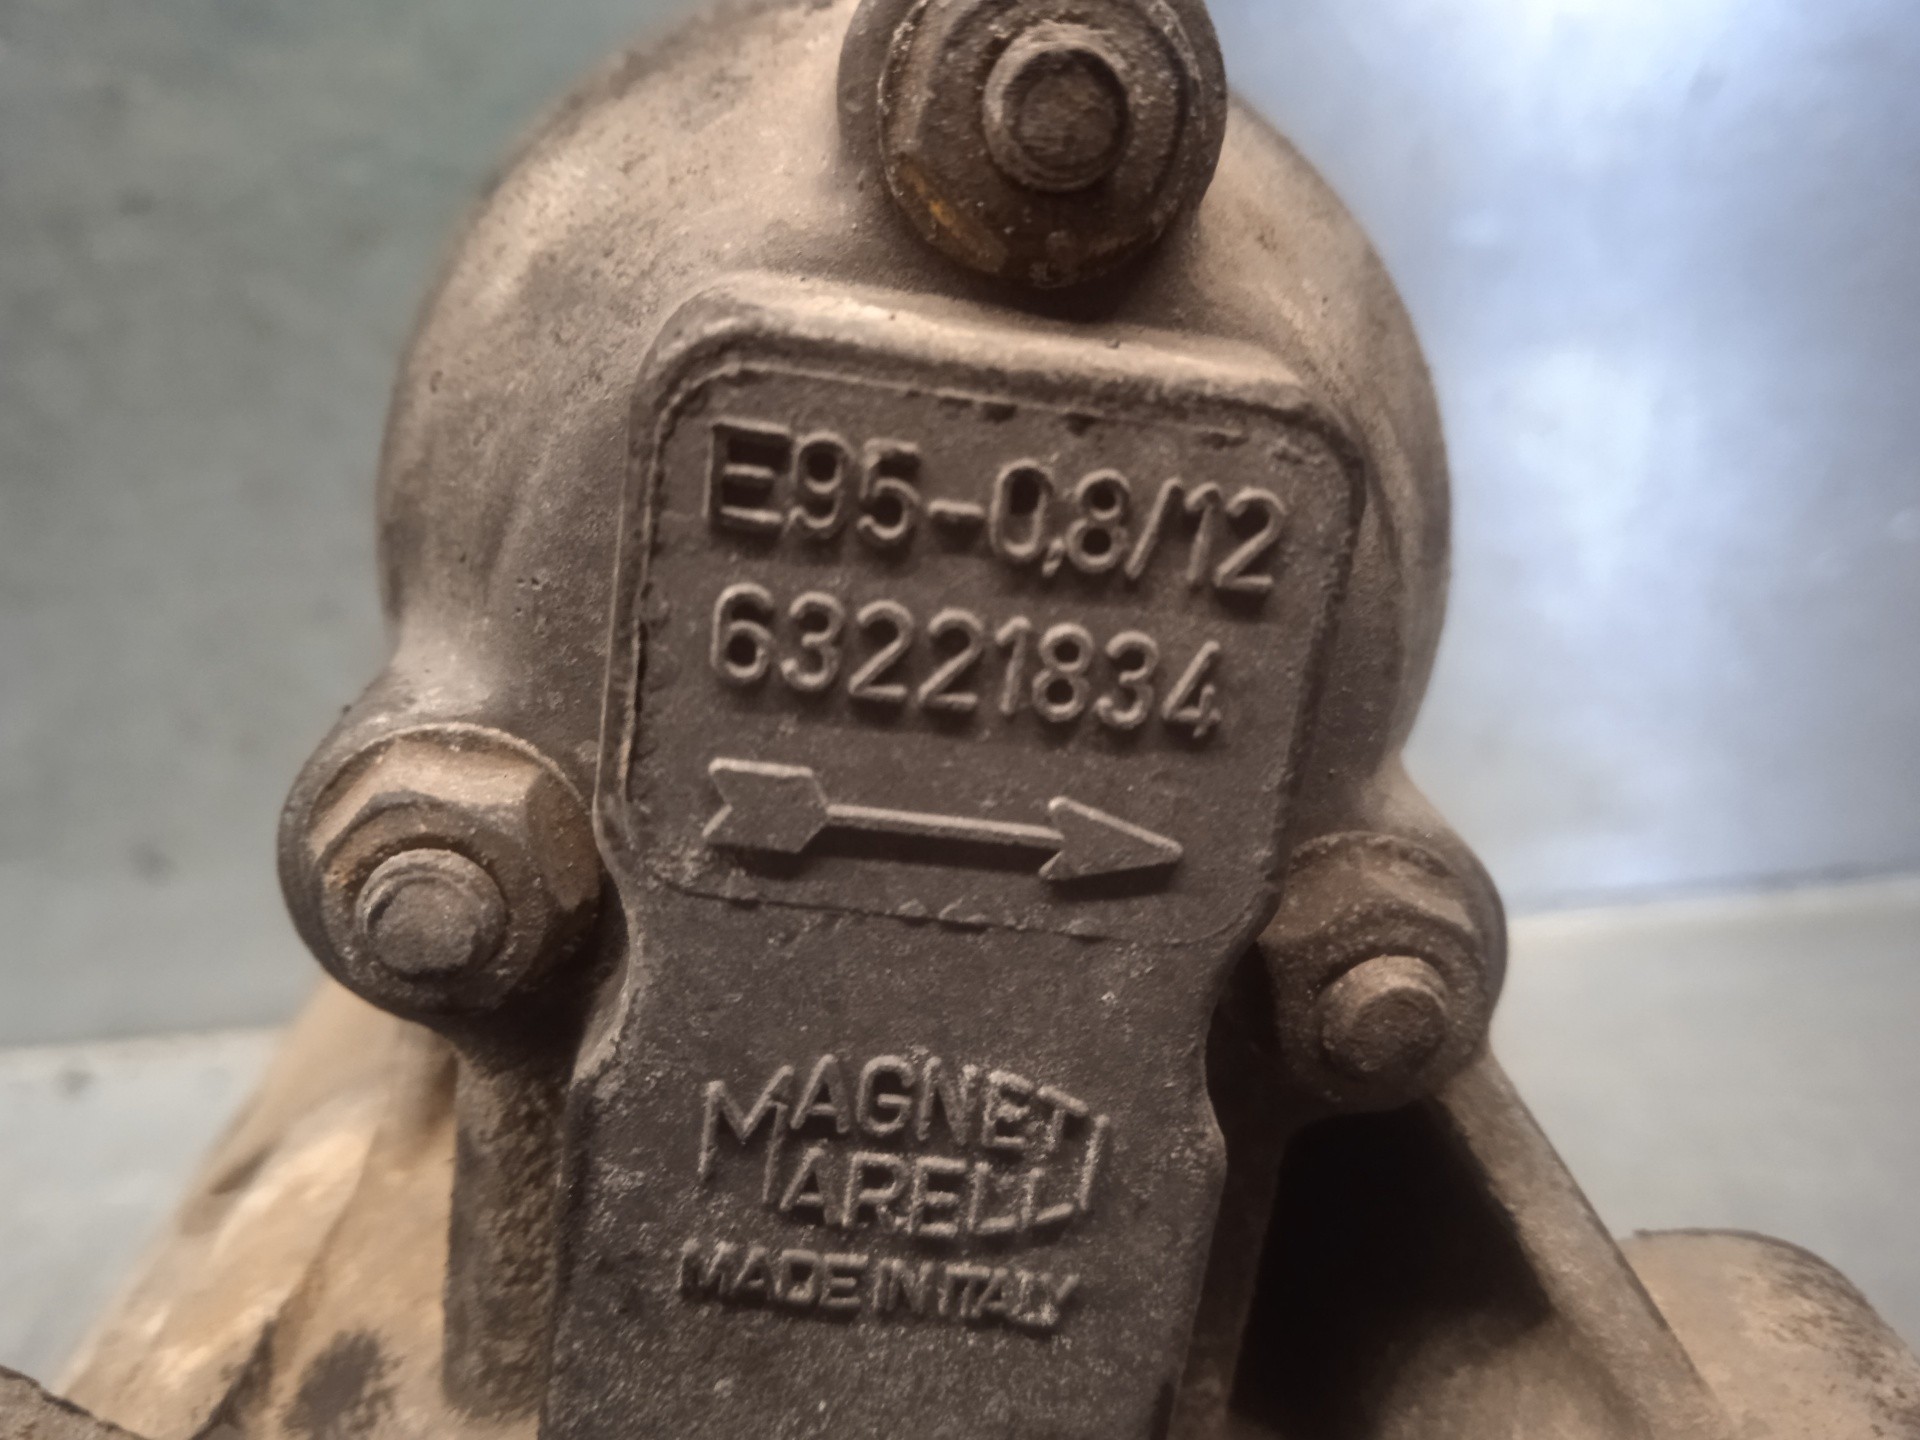 E95-0,8/12
63221834
MAGNETI
MARELLI
MADE IN ITALY